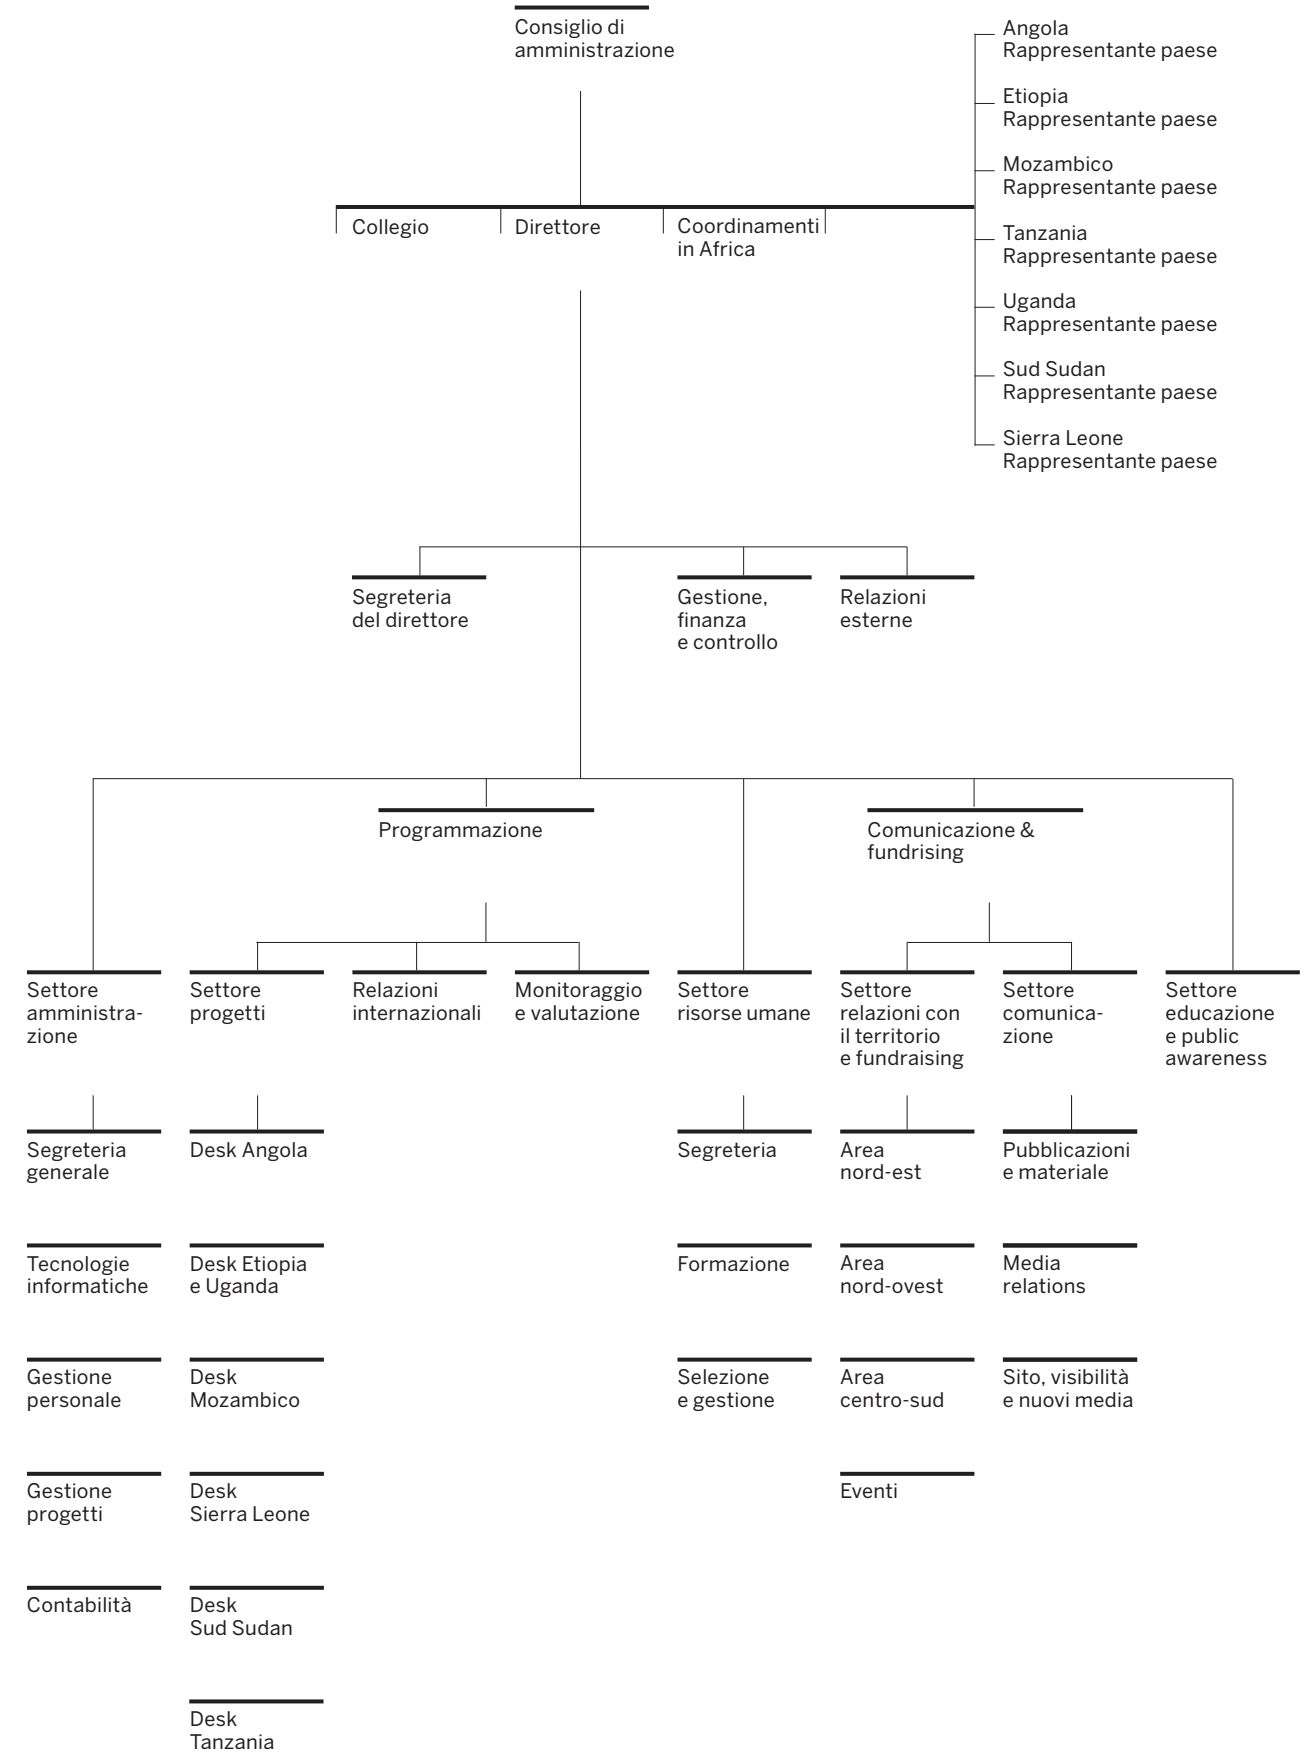 Consiglio di
amministrazione
Angola
Rappresentante paese
Etiopia
Rappresentante paese
Mozambico
Rappresentante paese
Tanzania
Rappresentante paese
Uganda
Rappresentante paese
Sud Sudan
Rappresentante paese
Sierra Leone
Rappresentante paese
Collegio
Direttore
Coordinamenti
in Africa
Segreteria
del direttore
Gestione,
finanza
e controllo
Relazioni
esterne
Programmazione
Comunicazione &
fundrising
Settore
amministra-
zione
Settore
progetti
Relazioni
internazionali
Monitoraggio
e valutazione
Settore
risorse umane
Settore
relazioni con
il territorio
e fundraising
Settore
comunica-
zione
Settore
educazione
e public
awareness
Segreteria
generale
Desk Angola
Segreteria
Area
nord-est
Pubblicazioni
e materiale
Tecnologie
informatiche
Desk Etiopia
e Uganda
Formazione
Area
nord-ovest
Media
relations
Gestione
personale
Desk
Mozambico
Selezione
e gestione
Area
centro-sud
Sito, visibilità
e nuovi media
Gestione
progetti
Desk
Sierra Leone
Eventi
Contabilità
Desk
Sud Sudan
Desk
Tanzania